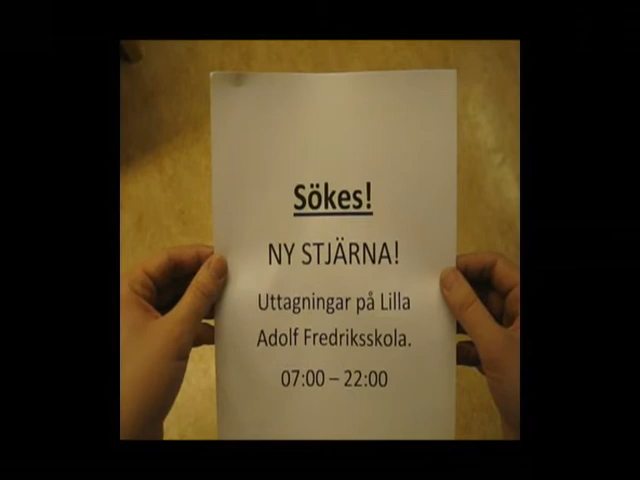 Sökes!
NY STJÄRNA!
Uttagningar på Lilla
Adolf Fredriksskola.
07:00 – 22:00